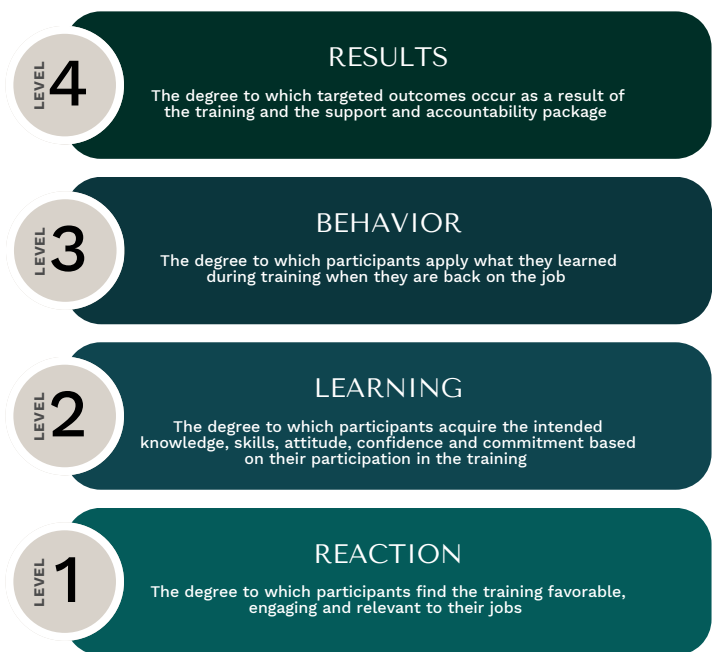 LEVEL
4
RESULTS
The degree to which targeted outcomes occur as a result of
the training and the support and accountability package
LEVEL
3
BEHAVIOR
The degree to which participants apply what they learned
during training when they are back on the job
LEVEL
2
LEARNING
The degree to which participants acquire the intended
knowledge, skills, attitude, confidence and commitment based
on their participation in the training
LEVEL
1
REACTION
The degree to which participants find the training favorable,
engaging and relevant to their jobs